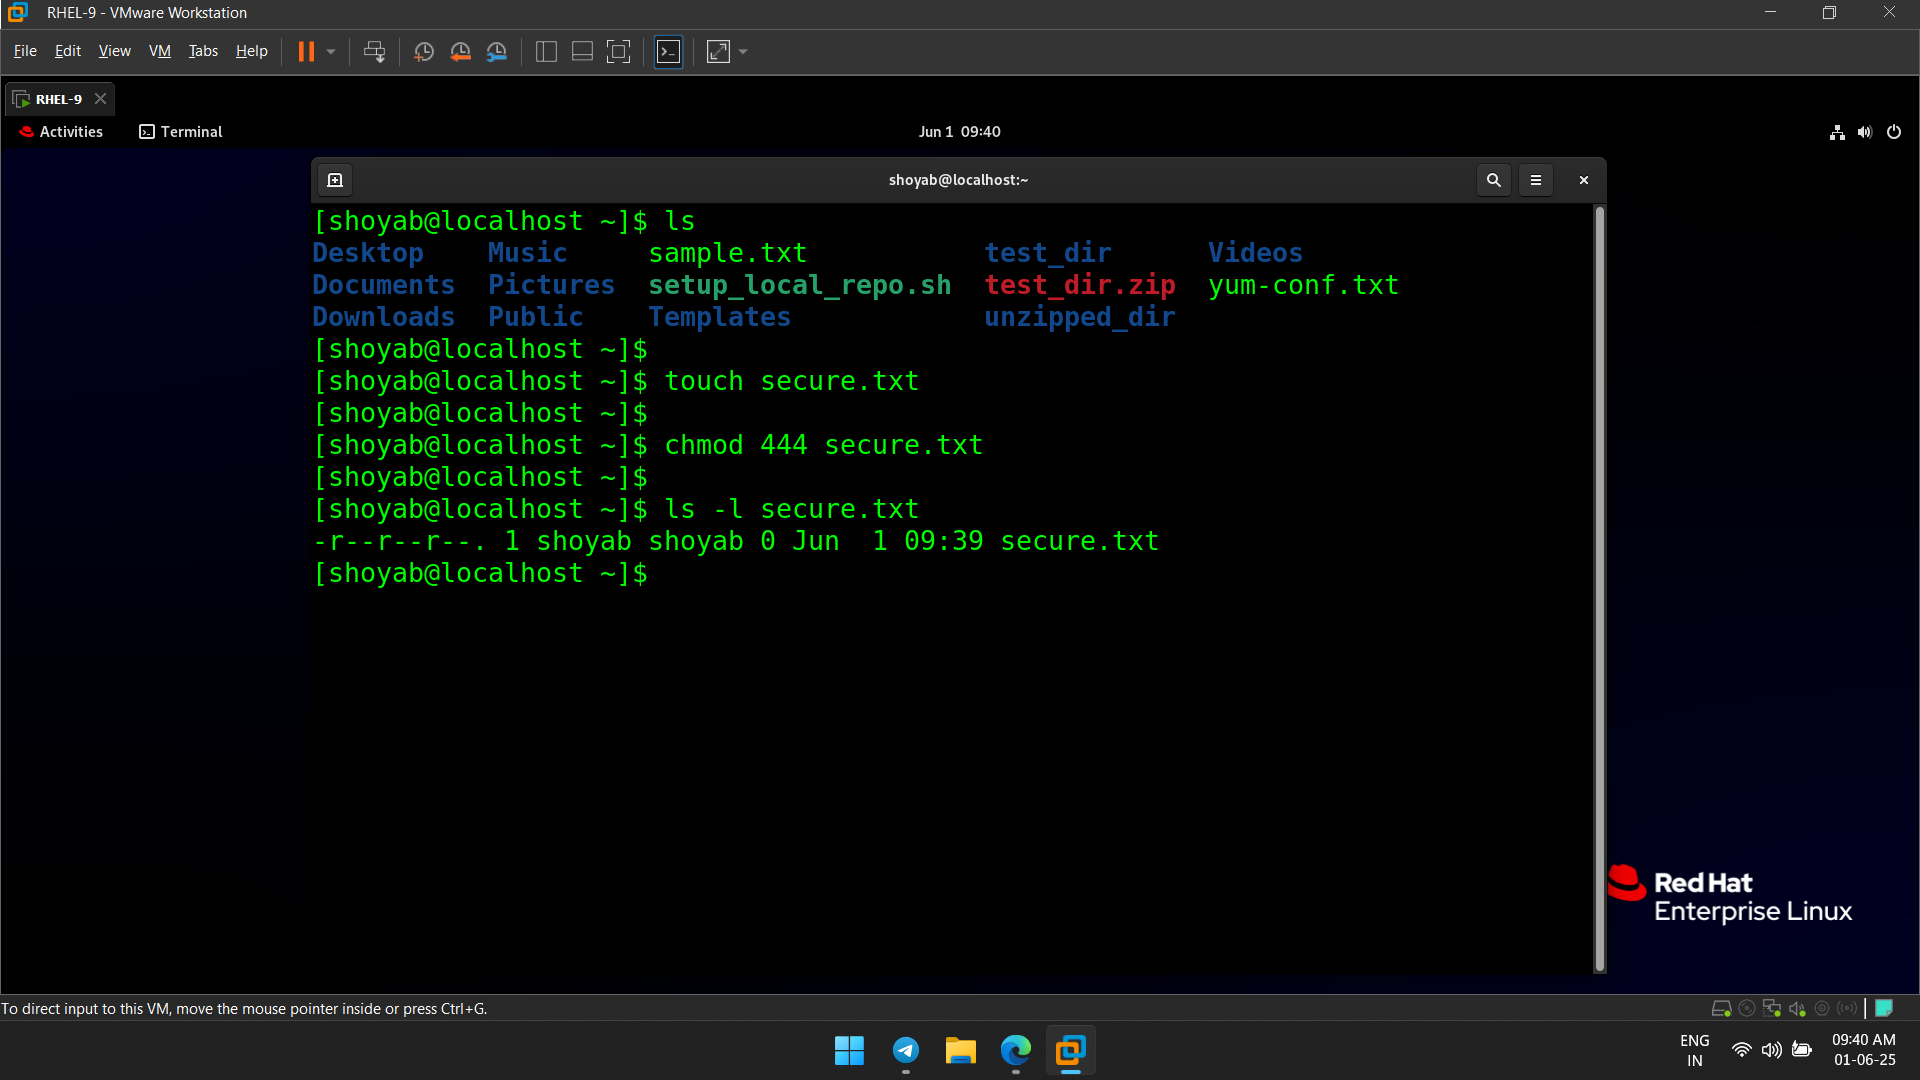 RHEL-9 - VMware Workstation
File Edit View VM Tabs Help
RHEL-9
Activities Terminal Jun 1 09:40
shoyab@localhost:~
[shoyab@localhost ~]$ ls
Desktop Music sample.txt test_dir Videos
Documents Pictures setup_local_repo.sh test_dir.zip yum-conf.txt
Downloads Public Templates unzipped_dir
[shoyab@localhost ~]$
[shoyab@localhost ~]$ touch secure.txt
[shoyab@localhost ~]$
[shoyab@localhost ~]$ chmod 444 secure.txt
[shoyab@localhost ~]$
[shoyab@localhost ~]$ ls -l secure.txt
-r--r--r--. 1 shoyab shoyab 0 Jun  1 09:39 secure.txt
[shoyab@localhost ~]$
Red Hat
Enterprise Linux
To direct input to this VM, move the mouse pointer inside or press Ctrl+G.
ENG
IN
09:40 AM
01-06-25